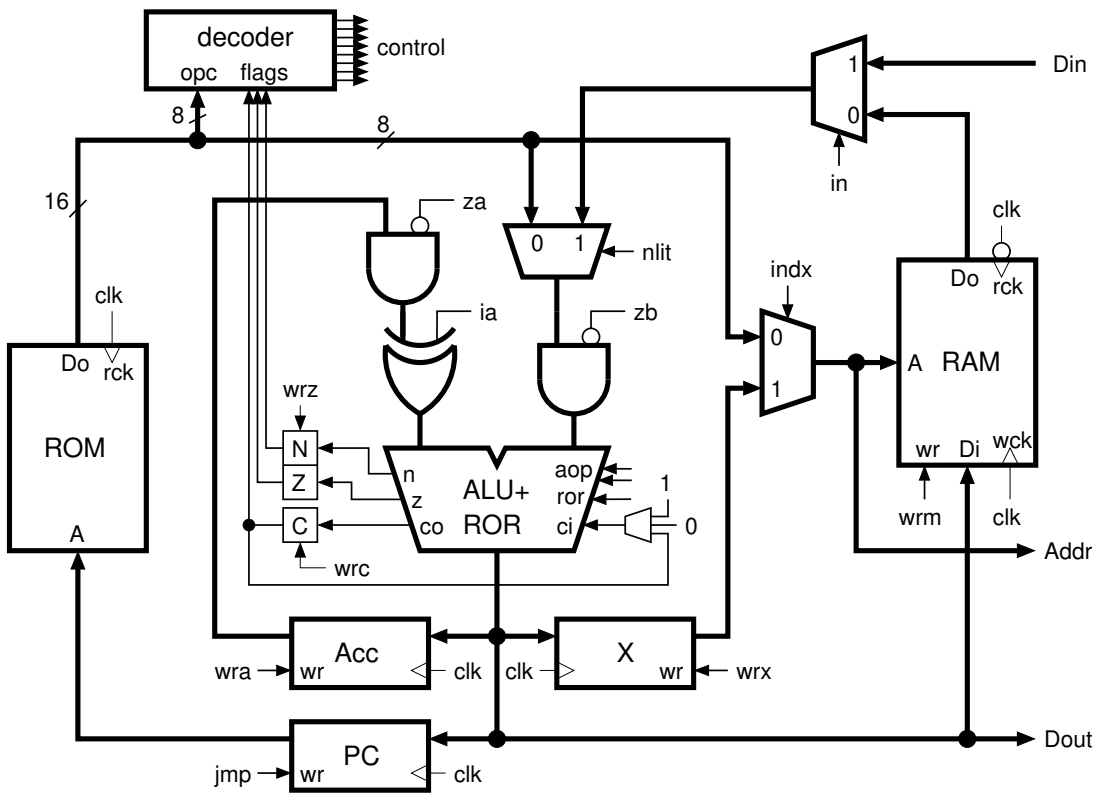 decoder
control
opc flags
1
Din
8
8
0
in
16
za
clk
0 1
nlit
indx
Do
rck
clk
ia
zb
0
Do
rck
A
RAM
wrz
1
ROM
N
n
aop
wr
Di
wck
Z
z
ALU+
ror
1
C
co
ROR
ci
0
wrm
clk
A
Addr
wrc
Acc
X
wra
wr
clk
clk
wr
wrx
PC
Dout
jmp
wr
clk